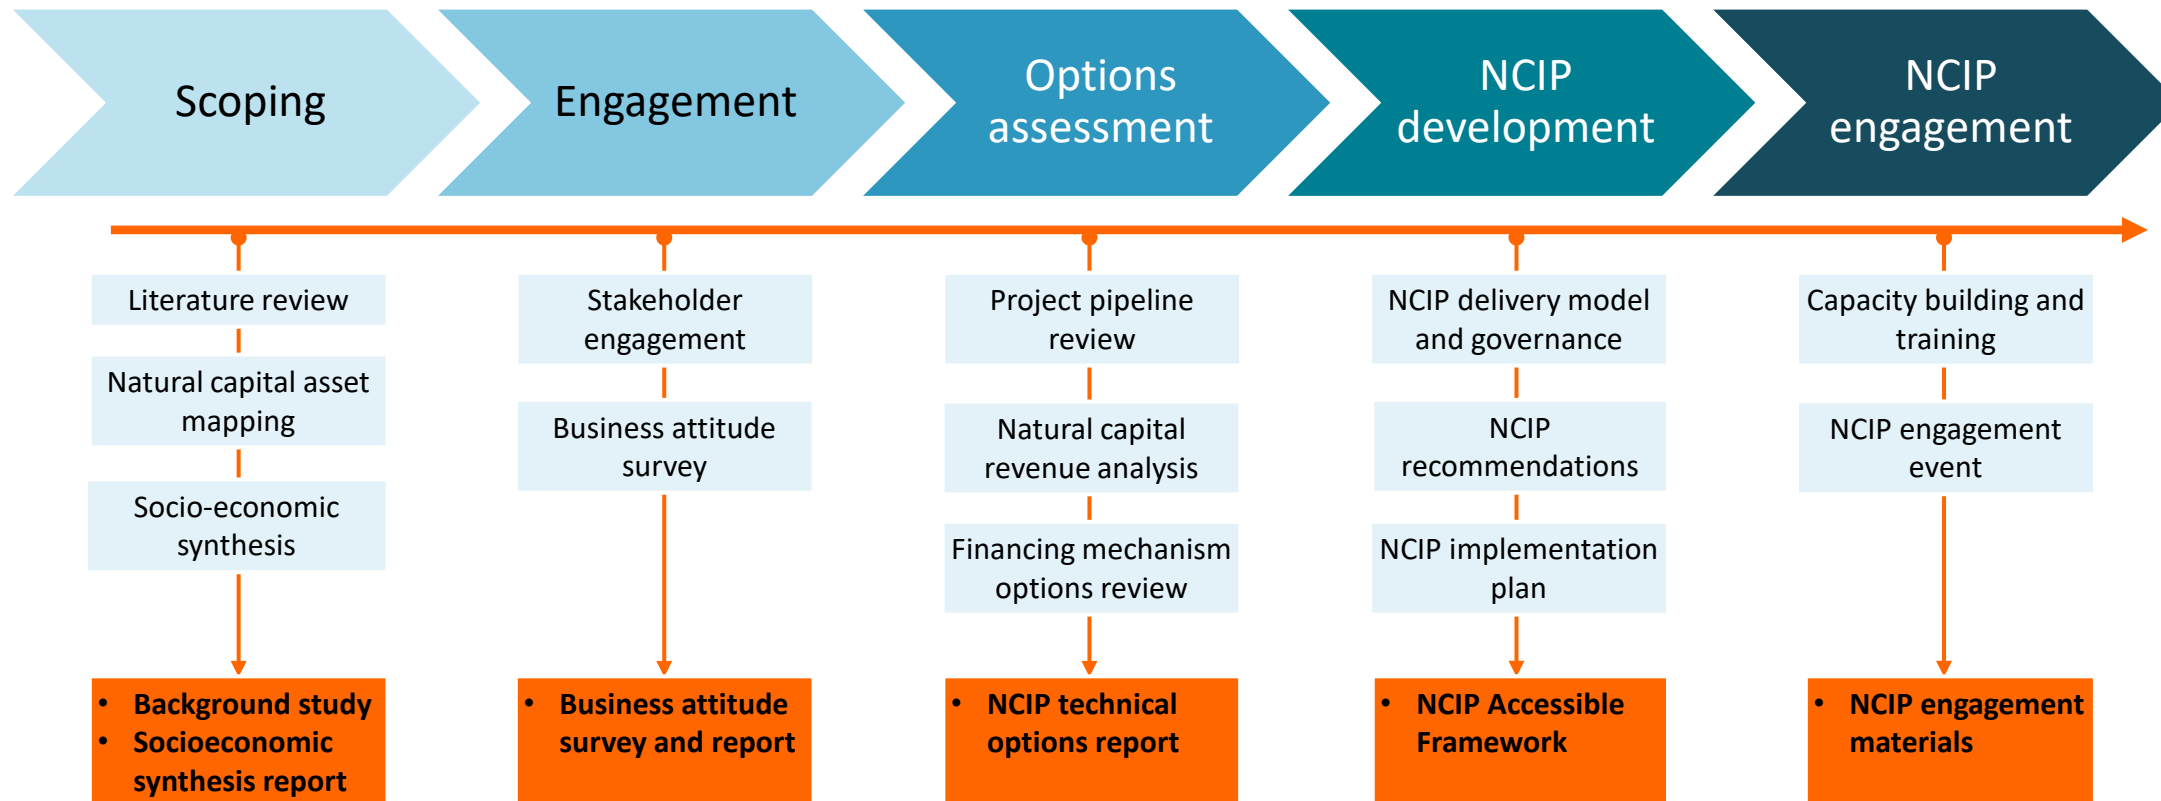 Scoping
Engagement
Options
assessment
NCIP
development
NCIP
engagement
Literature review
Natural capital asset
mapping
Socio-economic
synthesis
• Background study
• Socioeconomic
synthesis report
Stakeholder
engagement
Business attitude
survey
• Business attitude
survey and report
Project pipeline
review
Natural capital
revenue analysis
Financing mechanism
options review
• NCIP technical
options report
NCIP delivery model
and governance
NCIP
recommendations
NCIP implementation
plan
• NCIP Accessible
Framework
Capacity building and
training
NCIP engagement
event
• NCIP engagement
materials